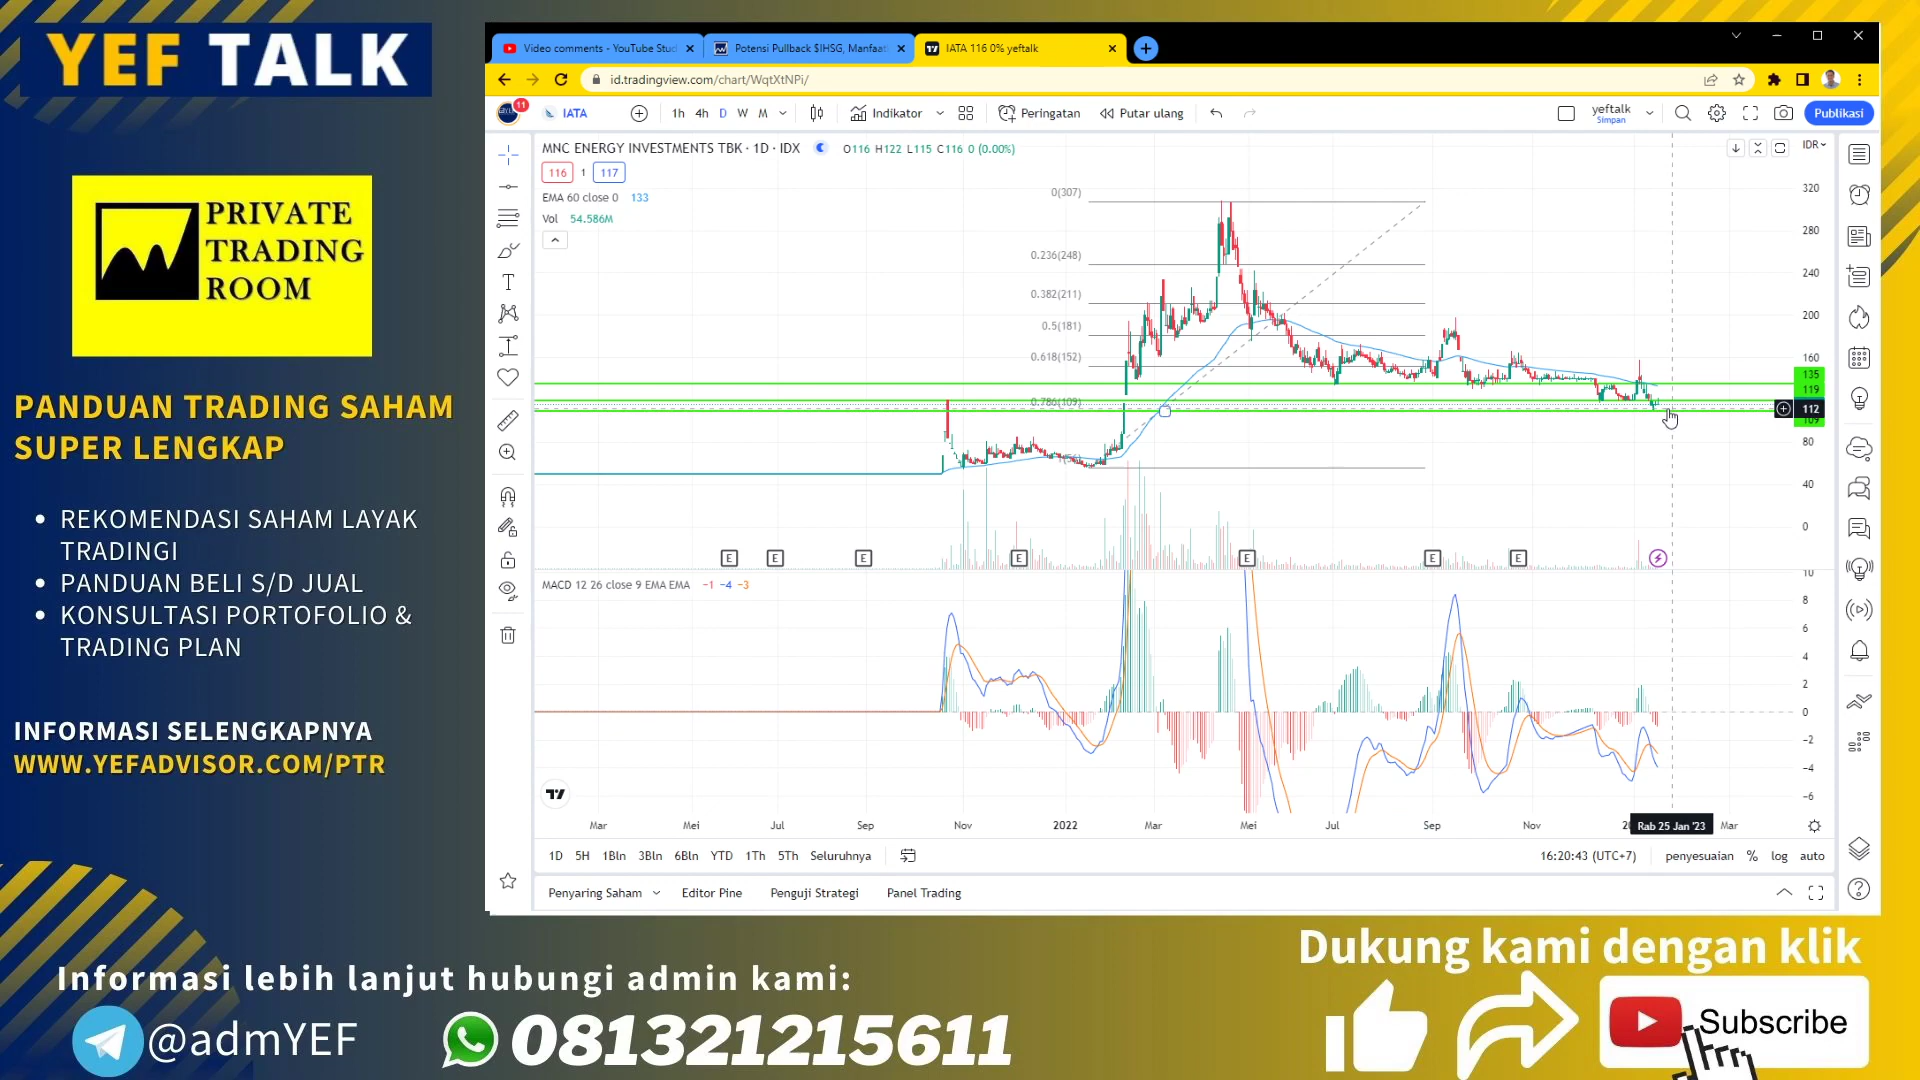 YEF TALK
PRIVATE
TRADING
ROOM
PANDUAN TRADING SAHAM
SUPER LENGKAP
• REKOMENDASI SAHAM LAYAK
TRADINGI
• PANDUAN BELI S/D JUAL
• KONSULTASI PORTOFOLIO &
TRADING PLAN
INFORMASI SELENGKAPNYA
WWW.YEFADVISOR.COM/PTR
Video comments - YouTube Stud
Potensi Pullback $IHSG, Manfaat
IATA 116 0% yeftalk
id.tradingview.com/chart/WqtXtNPi/
11
IATA
1h 4h D W M
Indikator
Peringatan
Putar ulang
yeftalk
Simpan
Publikasi
MNC ENERGY INVESTMENTS TBK · 1D · IDX
O116 H122 L115 C116 0 (0.00%)
IDR
116 1 117
EMA 60 close 0 133
Vol 54.586M
0(307)
0.236(248)
0.382(211)
0.5(181)
0.618(152)
0.786(109)
320
280
240
200
160
135
119
112
109
80
40
0
E E E E E E E
MACD 12 26 close 9 EMA EMA −1 −4 −3
10
8
6
4
2
0
−2
−4
−6
Mar Mei Jul Sep Nov 2022 Mar Mei Jul Sep Nov Rab 25 Jan '23 Mar
1D 5H 1Bln 3Bln 6Bln YTD 1Th 5Th Seluruhnya
16:20:43 (UTC+7) penyesuaian % log auto
Penyaring Saham Editor Pine Penguji Strategi Panel Trading
Informasi lebih lanjut hubungi admin kami:
@admYEF
081321215611
Dukung kami dengan klik
Subscribe